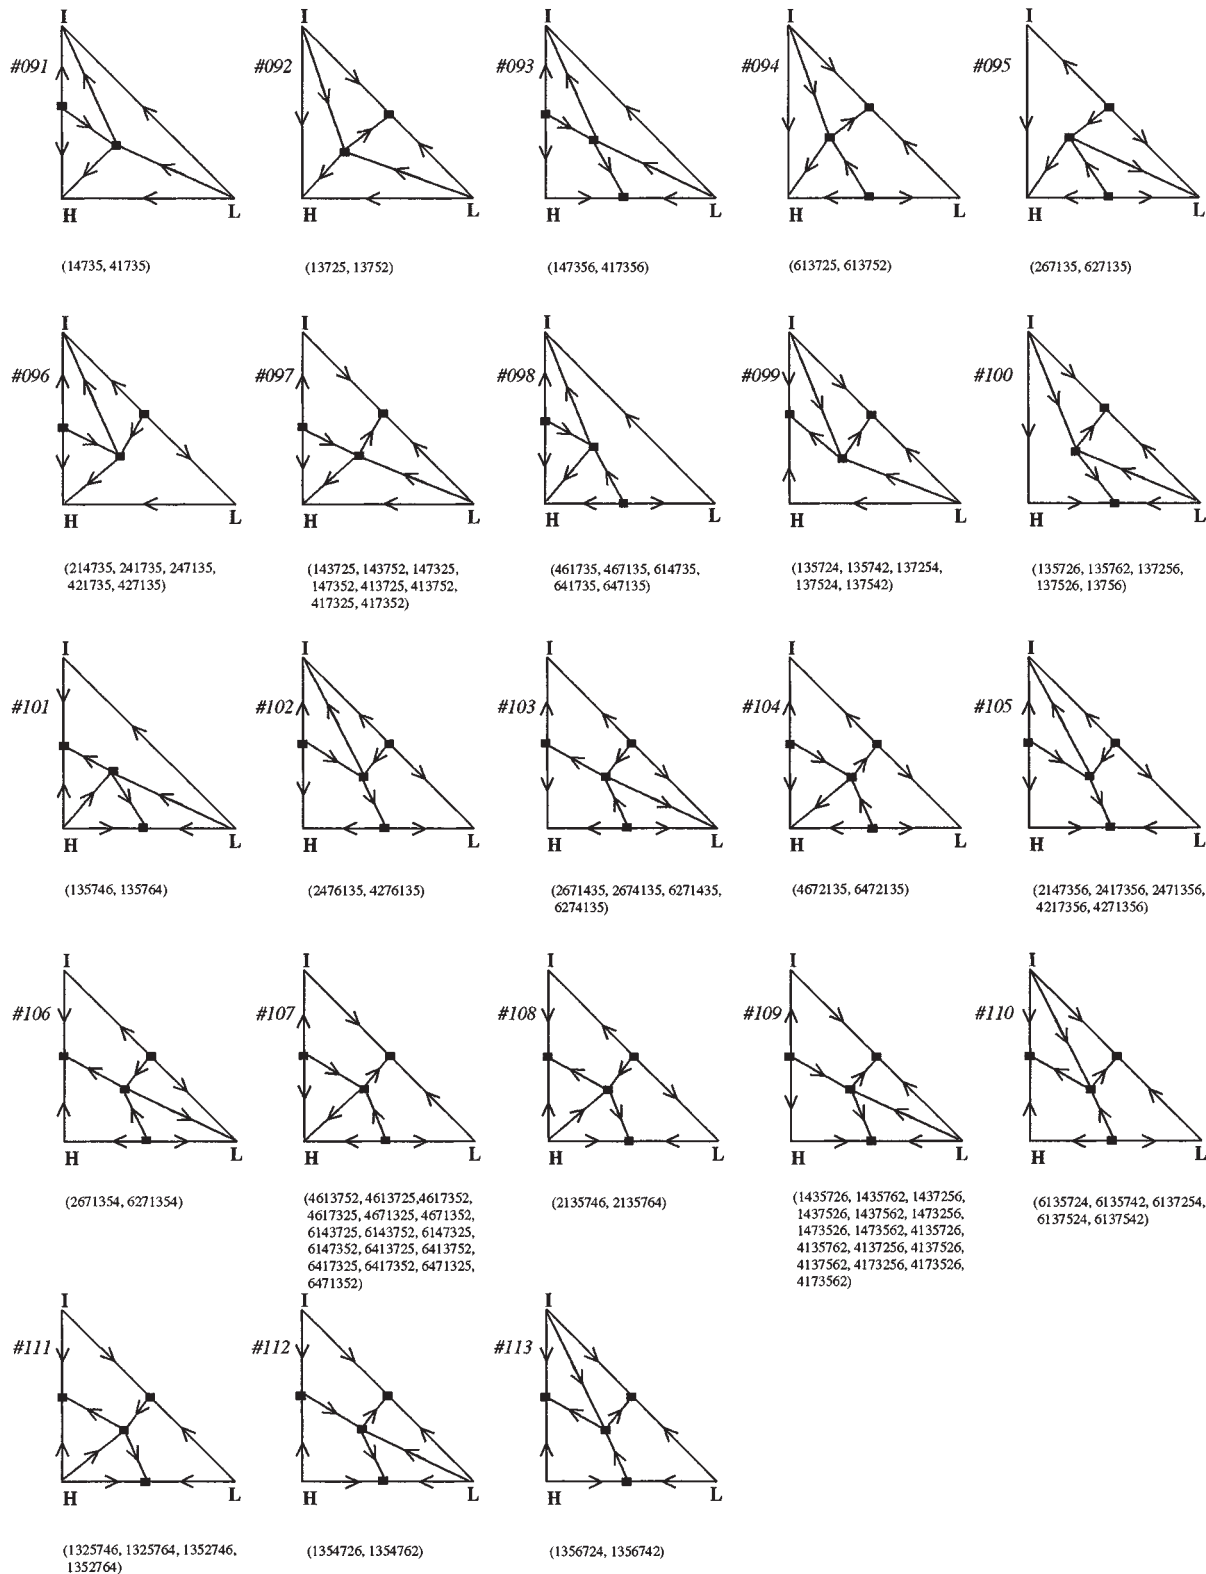 I I I I I
#091 #092 #093 #094 #095
H L H L H L H L H L
(14735, 41735) (13725, 13752) (147356, 417356) (613725, 613752) (267135, 627135)
I I I I I
#096 #097 #098 #099 #100
H L H L H L H L H L
(214735, 241735, 247135, (143725, 143752, 147325, (461735, 467135, 614735, (135724, 135742, 137254, (135726, 135762, 137256,
421735, 427135) 147352, 413725, 413752, 641735, 647135) 137524, 137542) 137526, 13756)
417325, 417352)
I I I I I
#101 #102 #103 #104 #105
H L H L H L H L H L
(135746, 135764) (2476135, 4276135) (2671435, 2674135, 6271435, (4672135, 6472135) (2147356, 2417356, 2471356,
6274135) 4217356, 4271356)
I I I I I
#106 #107 #108 #109 #110
H L H L H L H L H L
(2671354, 6271354) (4613752, 4613725,4617352, (2135746, 2135764) (1435726, 1435762, 1437256, (6135724, 6135742, 6137254,
4617325, 4671325, 4671352, 1437526, 1437562, 1473256, 6137524, 6137542)
6143725, 6143752, 6147325, 1473526, 1473562, 4135726,
6147352, 6413725, 6413752, 4135762, 4137256, 4137526,
6417325, 6417352, 6471325, 4137562, 4173256, 4173526,
6471352) 4173562)
I I I
#111 #112 #113
H L H L H L
(1325746, 1325764, 1352746, (1354726, 1354762) (1356724, 1356742)
1352764)